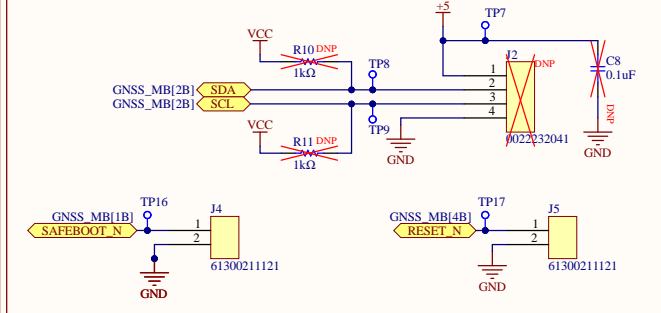 +5
TP7
VCC
R10 DNP
1kΩ
TP8
J2
DNP
C8
0.1uF
DNP
GNSS_MB[2B] SDA
GNSS_MB[2B] SCL
1
2
3
4
TP9
VCC
R11 DNP
1kΩ
GND
0022232041
GND
TP16
GNSS_MB[1B]
SAFEBOOT_N
J4
1
2
61300211121
GND
TP17
GNSS_MB[4B]
RESET_N
J5
1
2
61300211121
GND